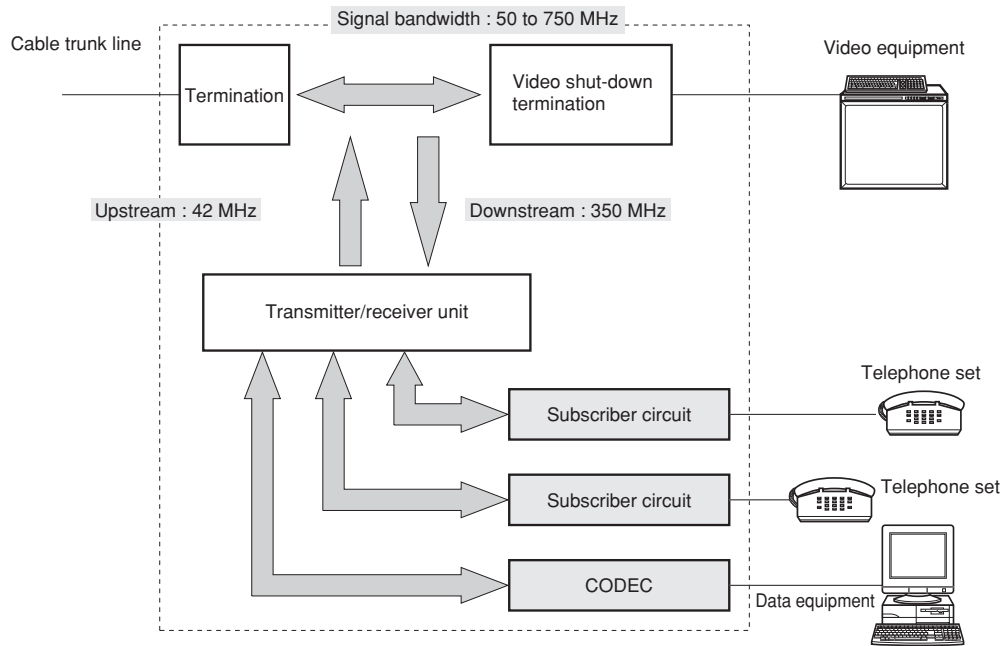 Signal bandwidth : 50 to 750 MHz
Cable trunk line
Video equipment
Termination
Video shut-down
termination
Upstream : 42 MHz
Downstream : 350 MHz
Transmitter/receiver unit
Telephone set
Subscriber circuit
Telephone set
Subscriber circuit
CODEC
Data equipment